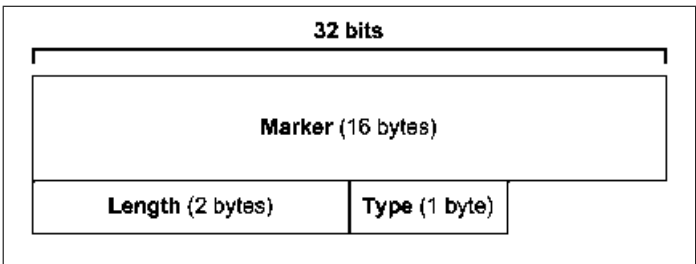 32 bits
Marker (16 bytes)
Length (2 bytes) Type (1 byte)